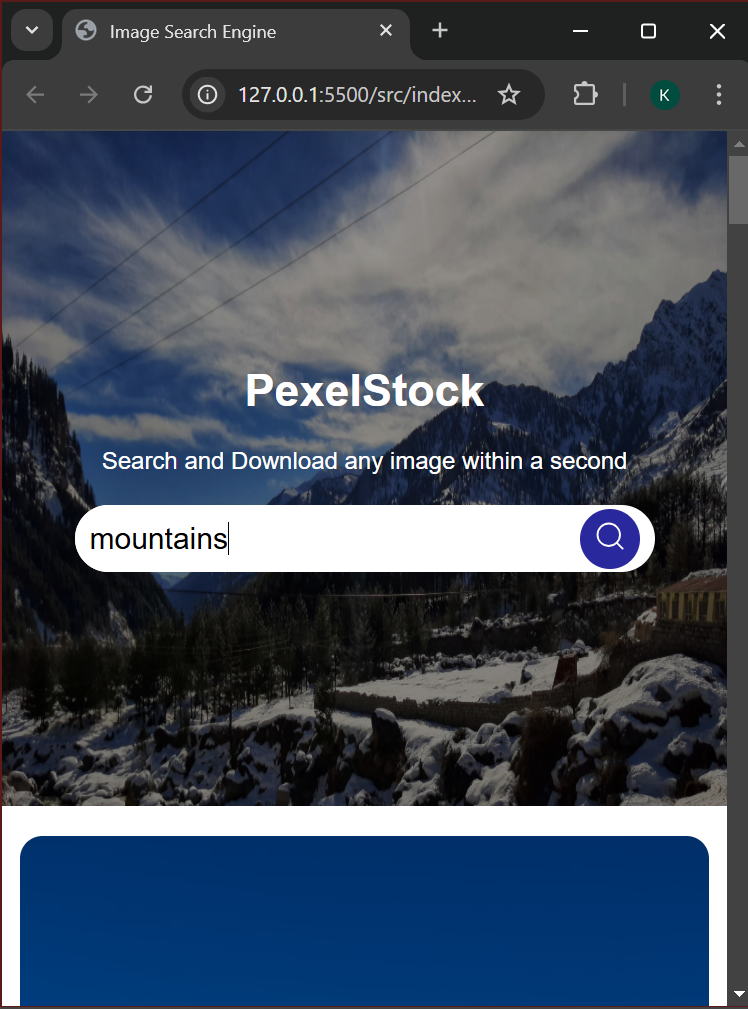 Image Search Engine
127.0.0.1:5500/src/index...
K
PexelStock
Search and Download any image within a second
mountains